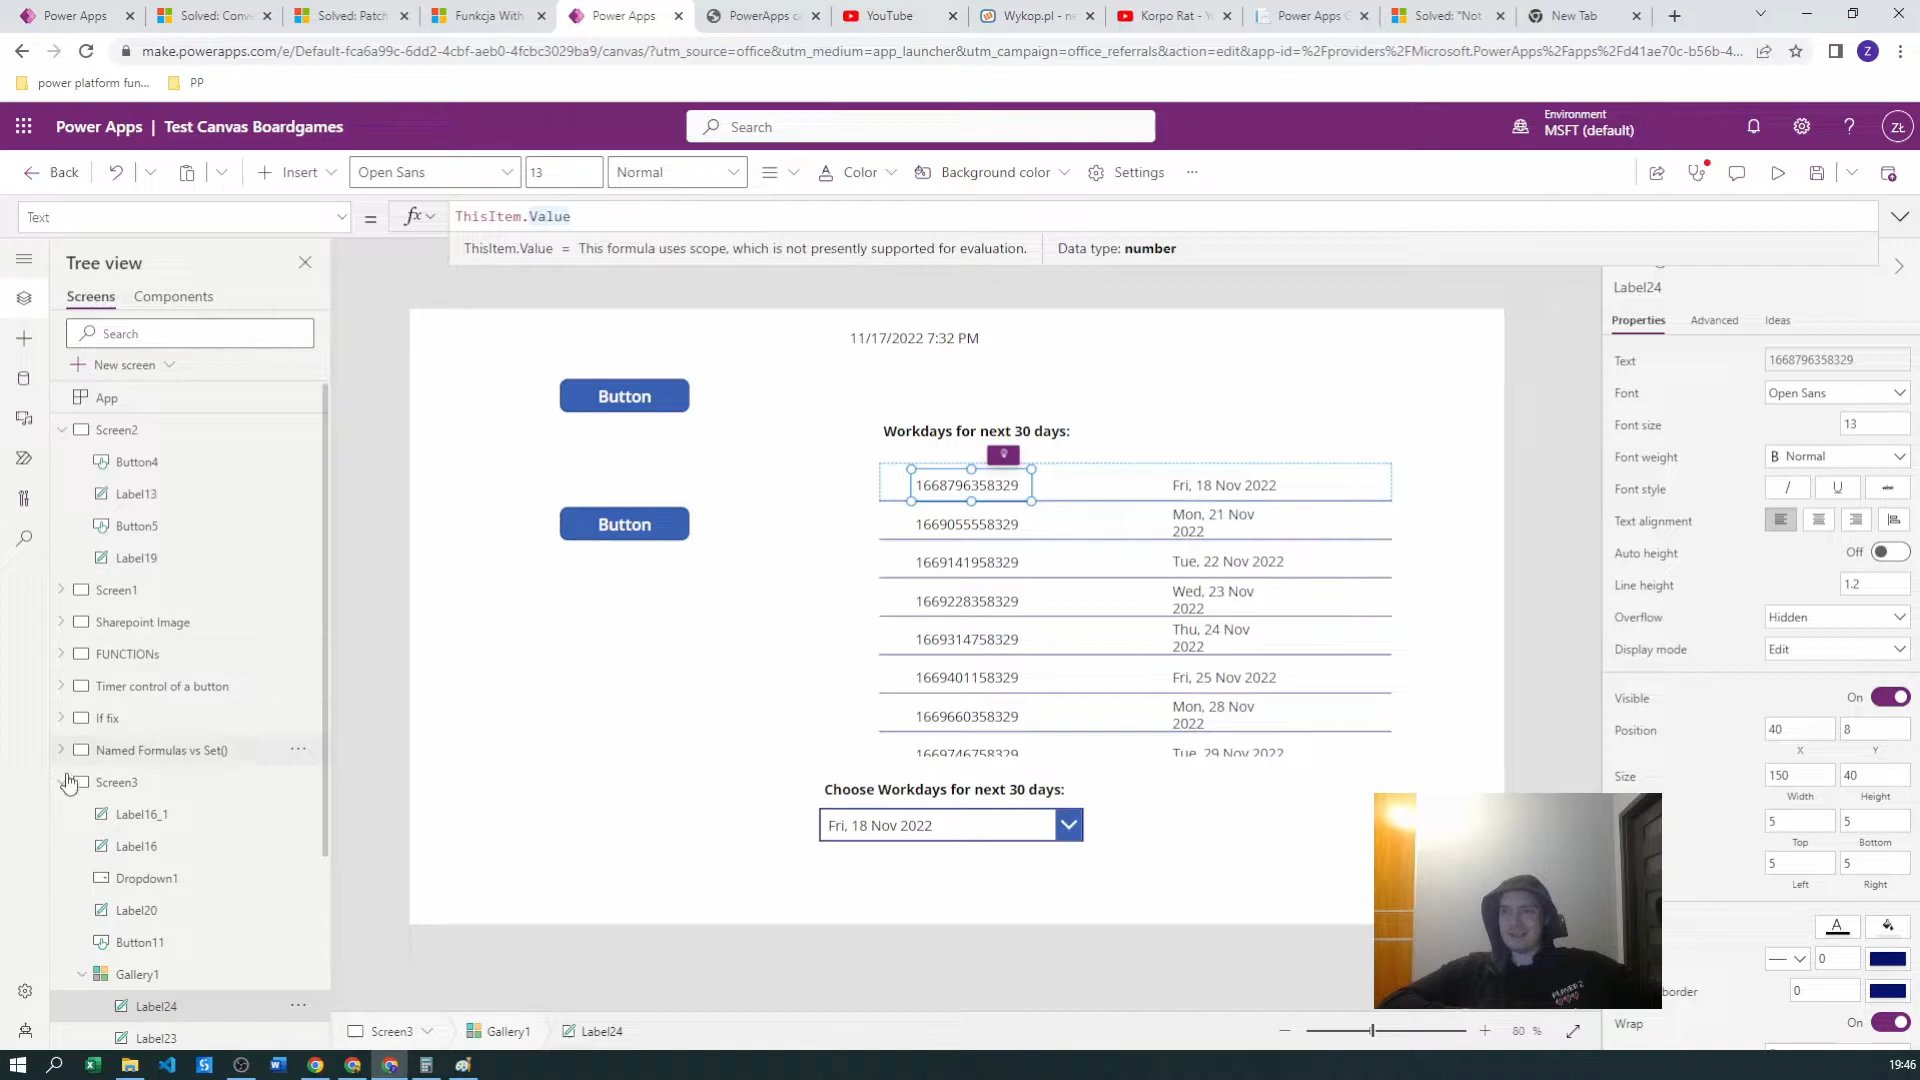 Power Apps
Solved: Conv
Solved: Patch
Funkcja With
Power Apps
PowerApps ca
YouTube
Wykop.pl - n
Korpo Rat - Y
Power Apps G
Solved: "Not
New Tab
make.powerapps.com/e/Default-fca6a99c-6dd2-4cbf-aeb0-4fcbc3029ba9/canvas/?utm_source=office&utm_medium=app_launcher&utm_campaign=office_referrals&action=edit&app-id=%2Fproviders%2FMicrosoft.PowerApps%2Fapps%2Fd41ae70c-b56b-4...
Z
power platform fun...
PP
Power Apps | Test Canvas Boardgames
Search
Environment
MSFT (default)
ZŁ
Back
Insert
Open Sans
13
Normal
Color
Background color
Settings
Text
=
fx
ThisItem.Value
ThisItem.Value = This formula uses scope, which is not presently supported for evaluation.
Data type: number
Tree view
Screens
Components
Search
New screen
App
Screen2
Button4
Label13
Button5
Label19
Screen1
Sharepoint Image
FUNCTIONs
Timer control of a button
If fix
Named Formulas vs Set()
Screen3
Label16_1
Label16
Dropdown1
Label20
Button11
Gallery1
Label24
Label23
11/17/2022 7:32 PM
Button
Button
Workdays for next 30 days:
1668796358329
Fri, 18 Nov 2022
1669055558329
Mon, 21 Nov
2022
1669141958329
Tue, 22 Nov 2022
1669228358329
Wed, 23 Nov
2022
1669314758329
Thu, 24 Nov
2022
1669401158329
Fri, 25 Nov 2022
1669660358329
Mon, 28 Nov
2022
1669746758329
Tue, 29 Nov 2022
Choose Workdays for next 30 days:
Fri, 18 Nov 2022
Label24
Properties
Advanced
Ideas
Text
1668796358329
Font
Open Sans
Font size
13
Font weight
B Normal
Font style
/
U
abc
Text alignment
Auto height
Off
Line height
1.2
Overflow
Hidden
Display mode
Edit
Visible
On
Position
40
8
X
Y
Size
150
40
Width
Height
5
5
Top
Bottom
5
5
Left
Right
A
0
border
0
Wrap
On
PLAYER 2
Screen3
Gallery1
Label24
80 %
19:46